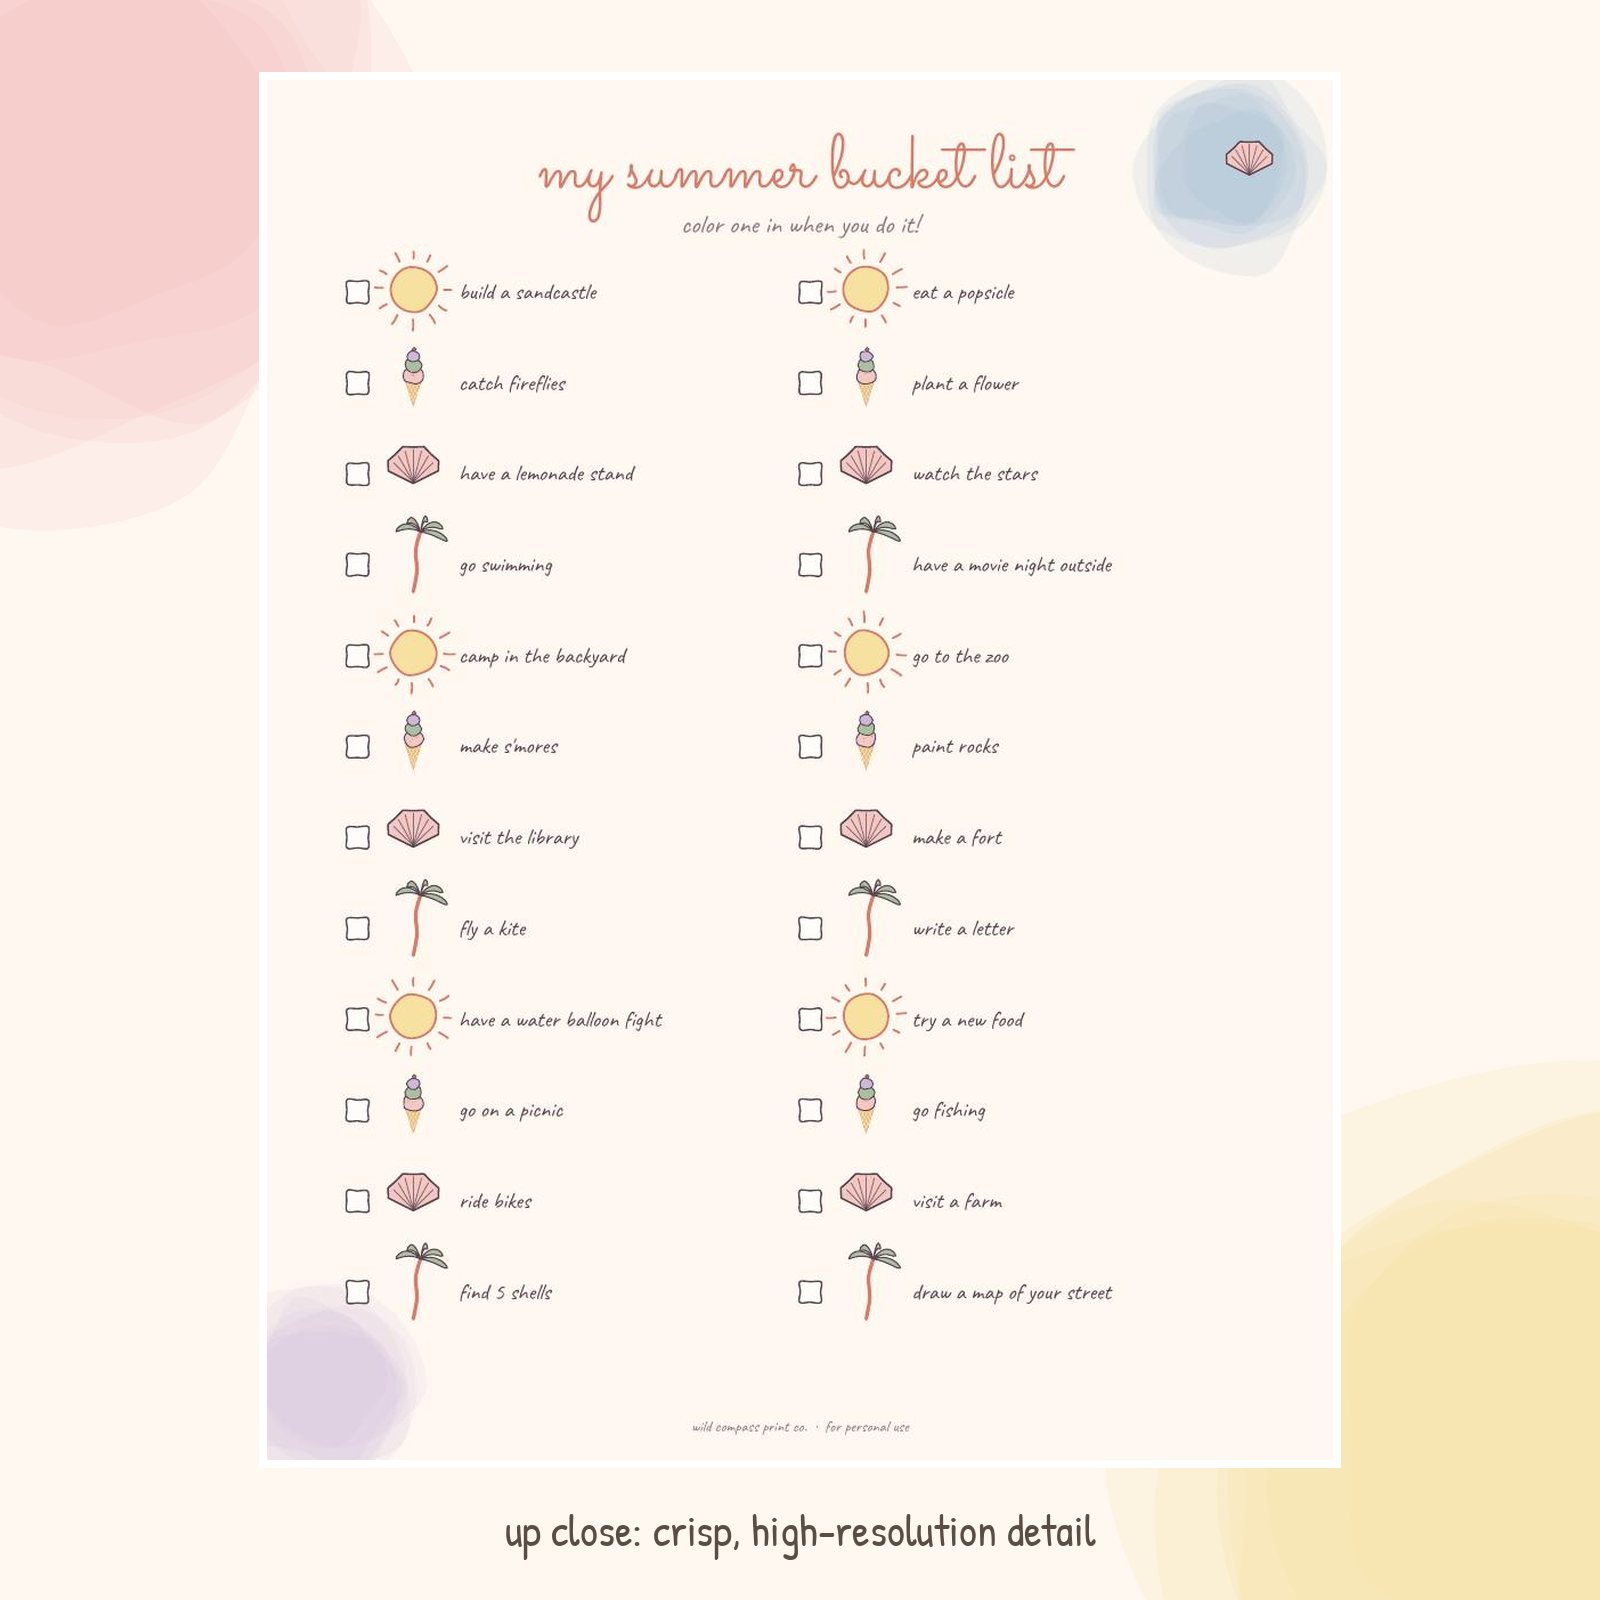 my summer bucket list
color one in when you do it!
build a sandcastle
catch fireflies
have a lemonade stand
go swimming
camp in the backyard
make s'mores
visit the library
fly a kite
have a water balloon fight
go on a picnic
ride bikes
find 5 shells
eat a popsicle
plant a flower
watch the stars
have a movie night outside
go to the zoo
paint rocks
make a fort
write a letter
try a new food
go fishing
visit a farm
draw a map of your street
wild compass print co. · for personal use
up close: crisp, high-resolution detail